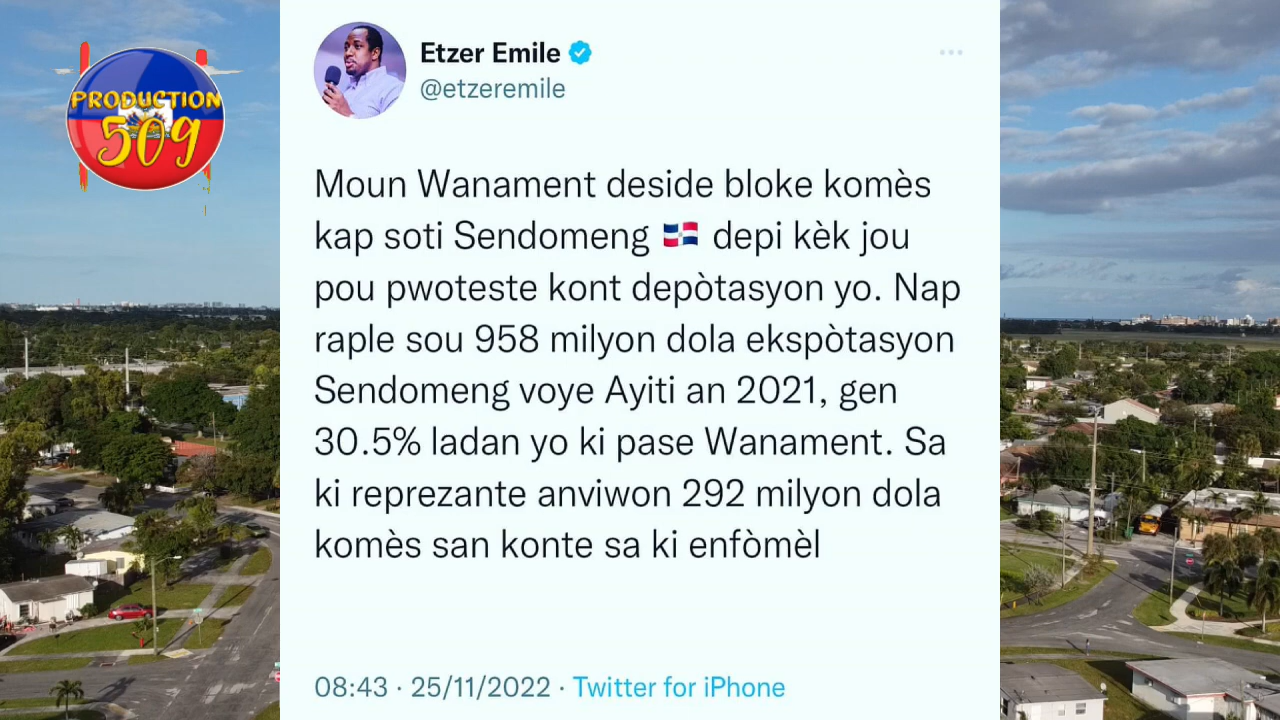 PRODUCTION
509
Etzer Emile
@etzeremile
Moun Wanament deside bloke komès
kap soti Sendomeng 🇩🇴 depi kèk jou
pou pwoteste kont depòtasyon yo. Nap
raple sou 958 milyon dola ekspòtasyon
Sendomeng voye Ayiti an 2021, gen
30.5% ladan yo ki pase Wanament. Sa
ki reprezante anviwon 292 milyon dola
komès san konte sa ki enfòmèl
08:43 · 25/11/2022 · Twitter for iPhone